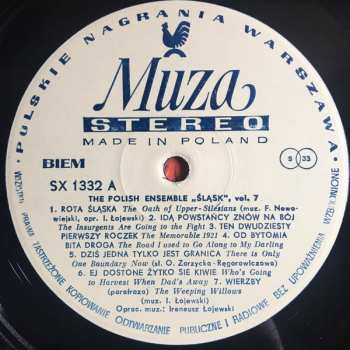 POLSKIE NAGRANIA WARSZAWA
Muza
STEREO
MADE IN POLAND
BIEM
S 33
SX 1332 A
THE POLISH ENSEMBLE „ŚLĄSK”, vol. 7
1. ROTA ŚLĄSKA The Oath of Upper-Silesians (muz. F. Nowo-
wiejski, opr. I. Łojewski) 2. IDĄ POWSTAŃCY ZNÓW NA BÓJ
The Insurgents Are Going to the Fight 3. TEN DWUDZIESTY
PIERWSZY ROCZEK The Memorable 1921 4. OD BYTOMIA
BITA DROGA The Road I used to Go Along to My Darling
5. DZIŚ JEDNA TYLKO JEST GRANICA There is Only
One Boundary Now (sł. O. Zarzycka-Regorowiczowa)
6. EJ DOSTONE ŻYTKO SIE KIWIE Who's Going
to Harvest When Dad's Away 7. WIERZBY
(parafraza) The Weeping Willows
(muz. I. Łojewski)
Oprac. muz.: Ireneusz Łojewski
WSZELKIE PRAWA ZASTRZEŻONE KOPIOWANIE ODTWARZANIE PUBLICZNE I RADIOWE BEZ UPOWAŻNIENIA WZBRONIONE